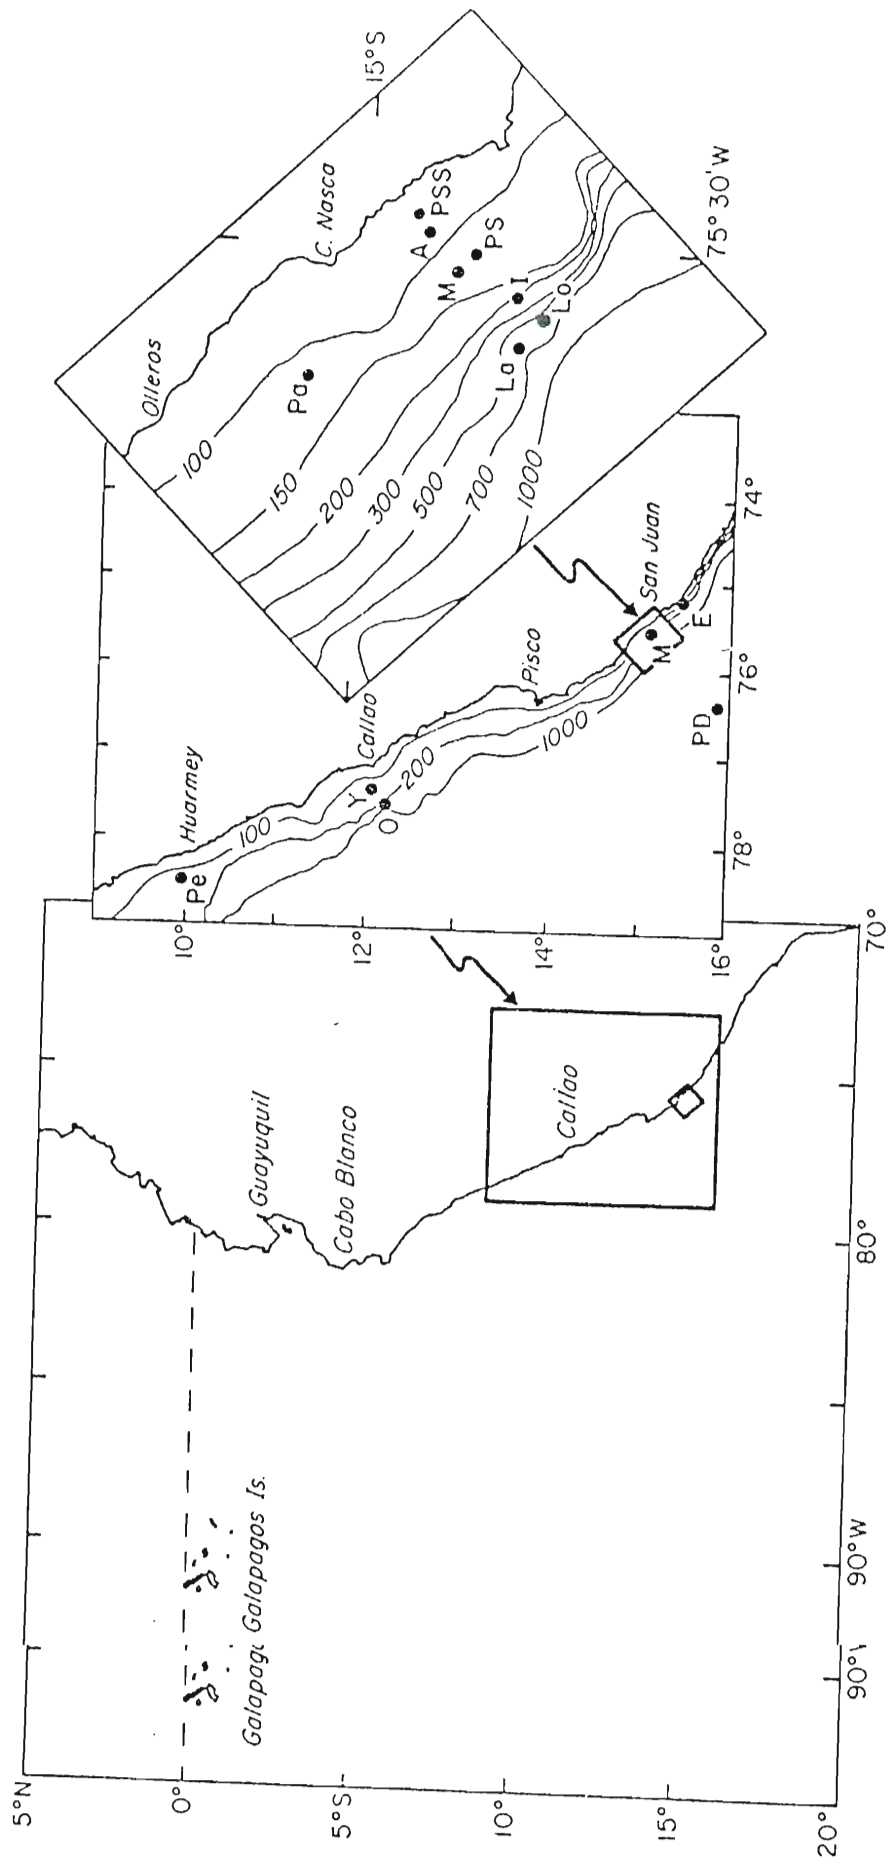 5°N
0°
5°S
10°
15°
20°
90°\
90°W
80°
70°
Galapag
Galapagos Is.
Guayuquil
Cabo Blanco
Callao
10°
12°
14°
16°
78°
76°
74°
Huarmey
Callao
Pisco
San Juan
100
200
1000
Pe
Y
O
M
E
PD
Olleros
C. Nasca
15°S
75°30'W
100
150
200
300
500
700
1000
Pa
A
PSS
M
PS
I
La
Lo